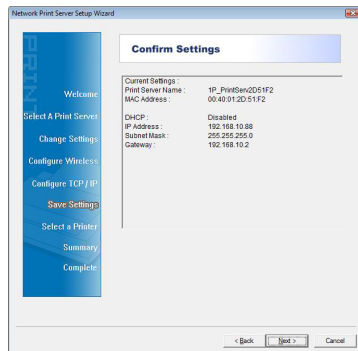 Network Print Server Setup Wizard
PRINT
Welcome
Select A Print Server
Change Settings
Configure Wireless
Configure TCP / IP
Save Settings
Select a Printer
Summary
Complete
Confirm Settings
Current Settings :
Print Server Name : 1P_PrintServ2D51F2
MAC Address : 00:40:01:2D:51:F2
DHCP : Disabled
IP Address : 192.168.10.88
Subnet Mask : 255.255.255.0
Gateway : 192.168.10.2
< Back Next > Cancel